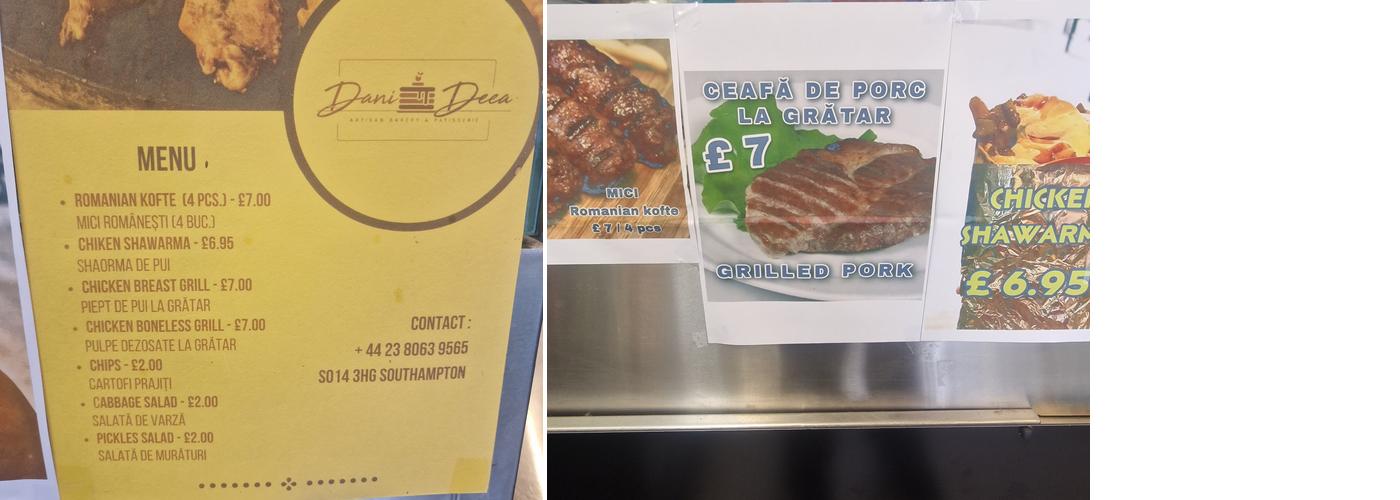 Dani Deea
ARTISAN BAKERY & PATISSERIE
MENU
ROMANIAN KOFTE (4 PCS.) - £7.00
MICI ROMÂNEȘTI (4 BUC.)
CHIKEN SHAWARMA - £6.95
SHAORMA DE PUI
CHICKEN BREAST GRILL - £7.00
PIEPT DE PUI LA GRĂTAR
CHICKEN BONELESS GRILL - £7.00
PULPE DEZOSATE LA GRĂTAR
CHIPS - £2.00
CARTOFI PRAJIȚI
CABBAGE SALAD - £2.00
SALATĂ DE VARZĂ
PICKLES SALAD - £2.00
SALATĂ DE MURĂTURI
CONTACT :
+ 44 23 8063 9565
SO14 3HG SOUTHAMPTON
MICI
Romanian kofte
£ 7 | 4 pcs
CEAFĂ DE PORC
LA GRĂTAR
£ 7
GRILLED PORK
CHICKEN
SHAWARM
£ 6.95